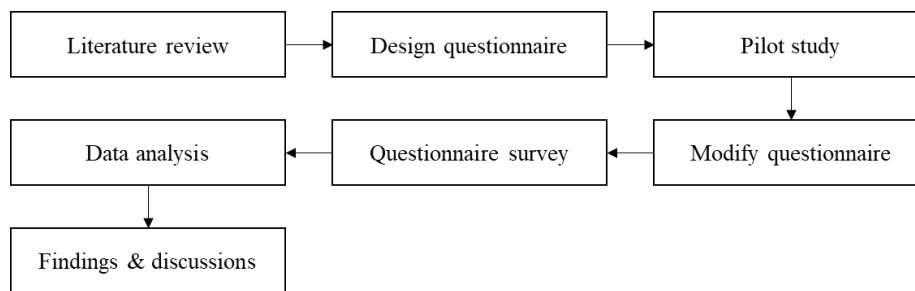 Literature review
Design questionnaire
Pilot study
Modify questionnaire
Questionnaire survey
Data analysis
Findings & discussions